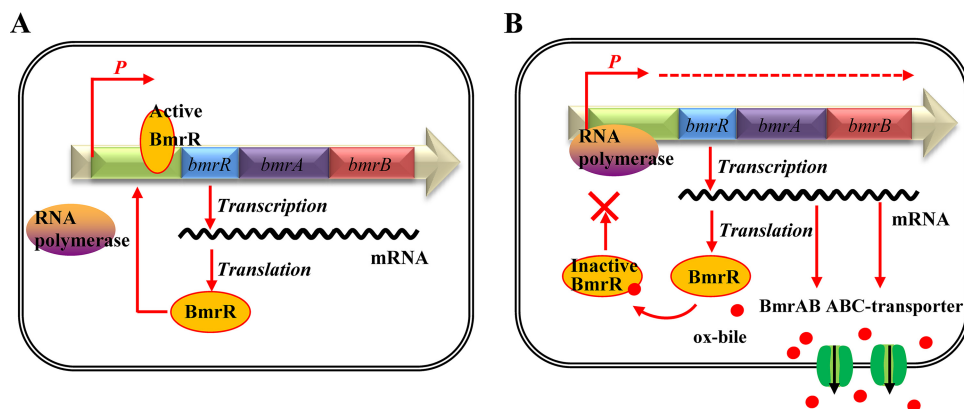 A
P
Active
BmrR
bmrR
bmrA
bmrB
RNA
polymerase
Transcription
mRNA
Translation
BmrR
B
P
bmrR
bmrA
bmrB
RNA
polymerase
Transcription
mRNA
Translation
Inactive
BmrR
BmrR
BmrAB ABC-transporter
ox-bile